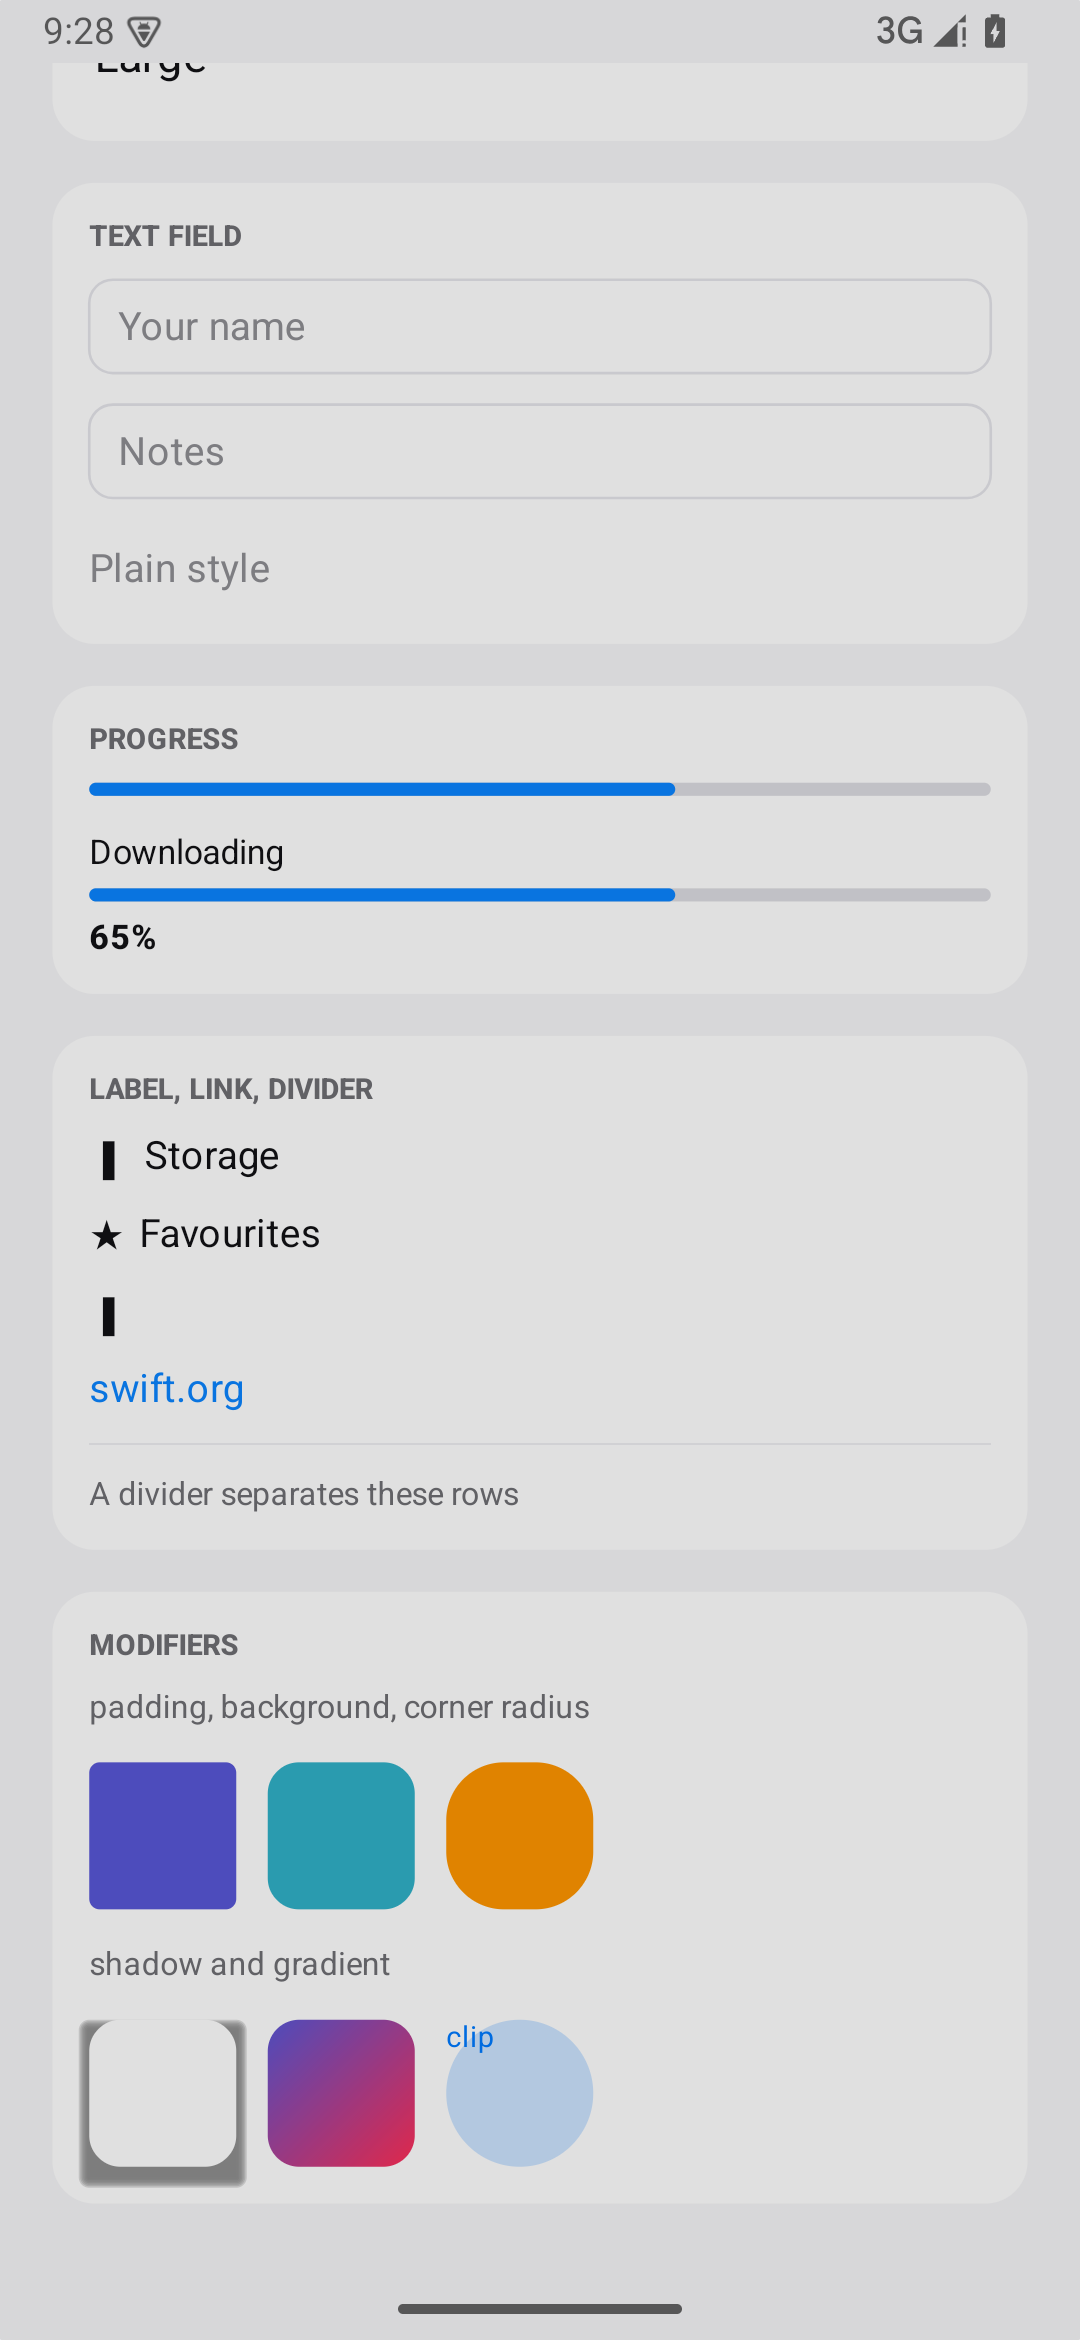 9:28
3G
Large
TEXT FIELD
Your name
Notes
Plain style
PROGRESS
Downloading
65%
LABEL, LINK, DIVIDER
Storage
★ Favourites
swift.org
A divider separates these rows
MODIFIERS
padding, background, corner radius
shadow and gradient
clip